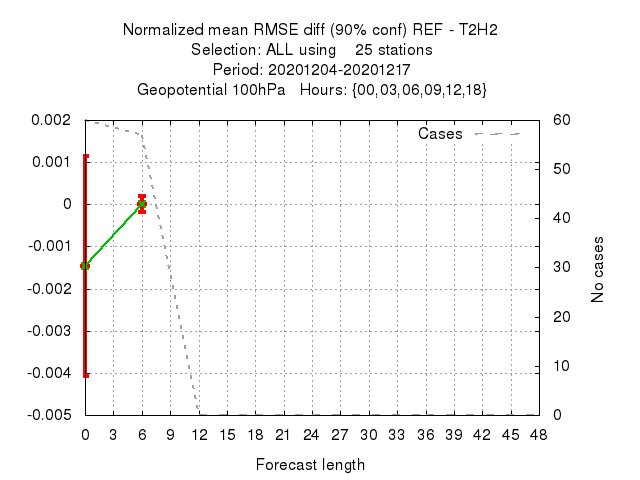 Normalized mean RMSE diff (90% conf) REF - T2H2
Selection: ALL using    25 stations
Period: 20201204-20201217
Geopotential 100hPa   Hours: {00,03,06,09,12,18}
Cases
0.002
0.001
0
-0.001
-0.002
-0.003
-0.004
-0.005
60
50
40
30
20
10
0
No cases
0 3 6 9 12 15 18 21 24 27 30 33 36 39 42 45 48
Forecast length